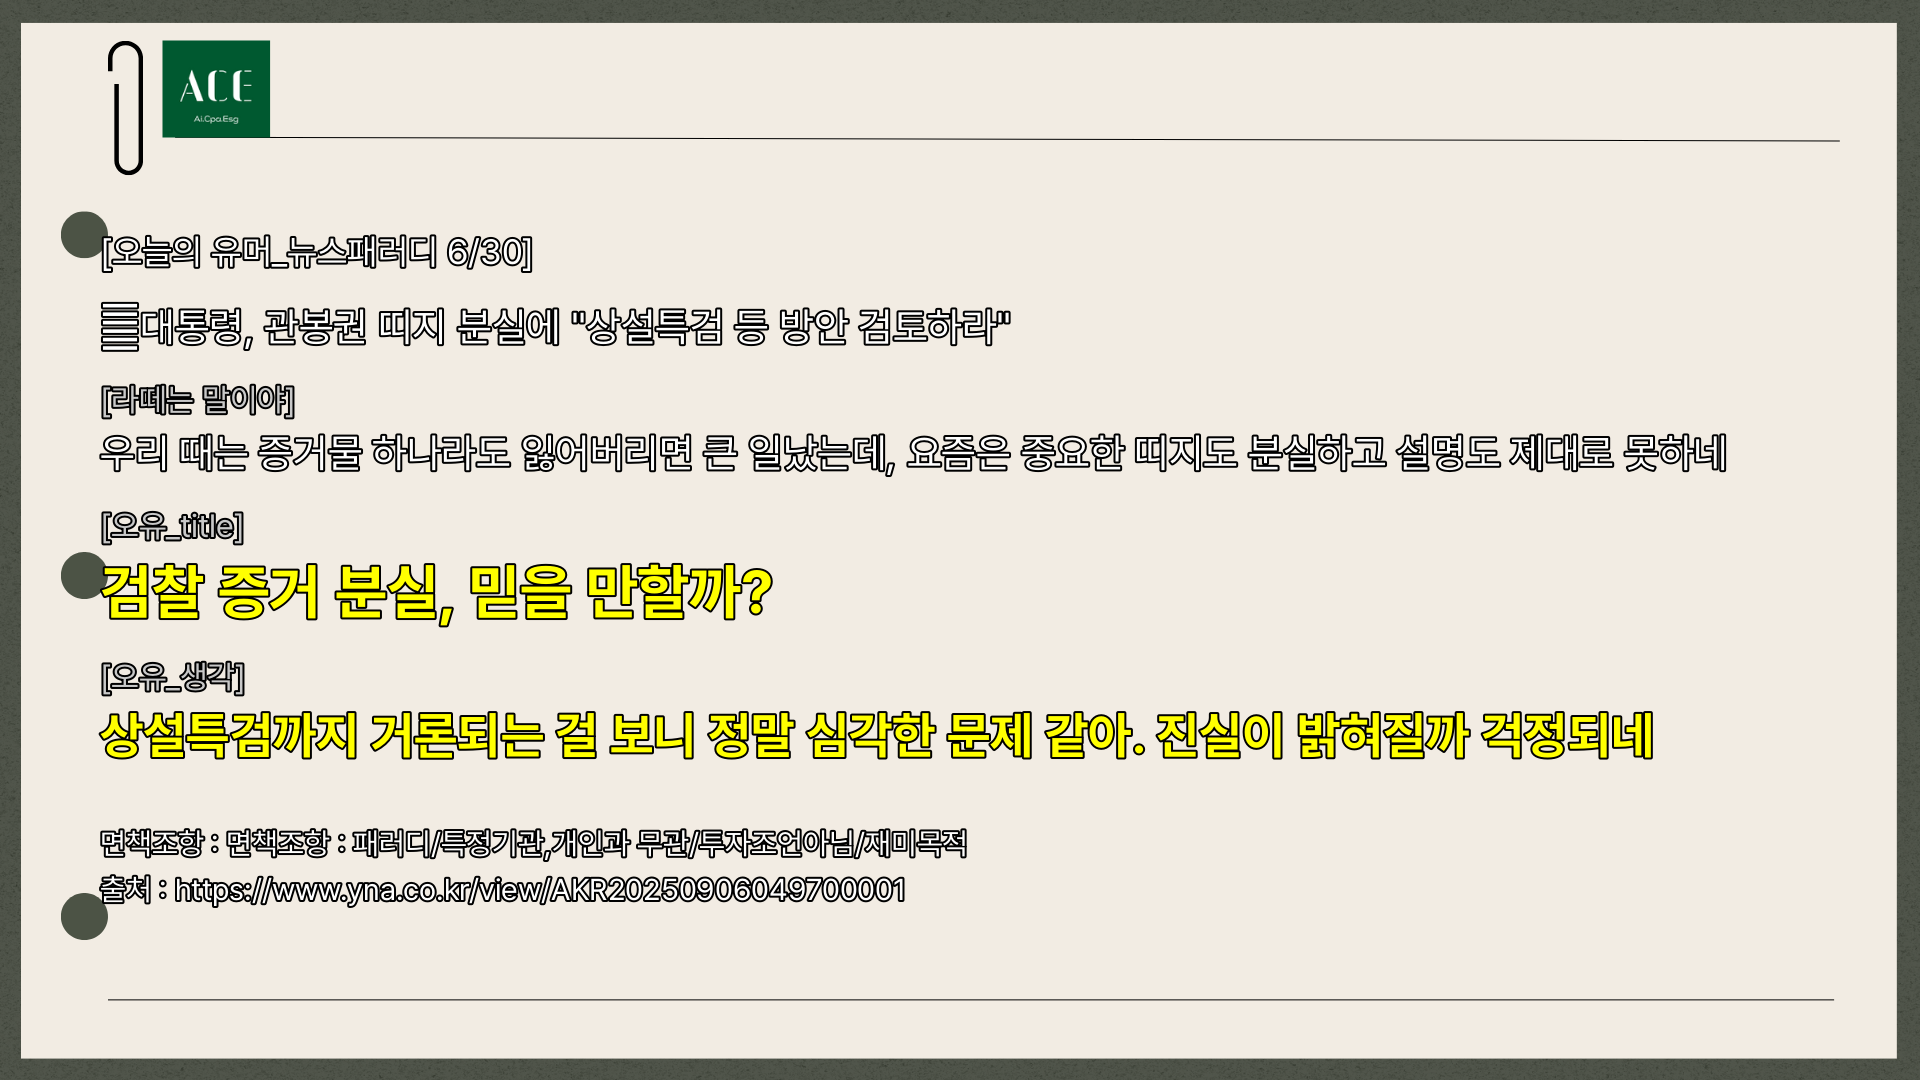 ACE
Ai.Cpa.Esg
[오늘의 유머_뉴스패러디 6/30]
대통령, 관봉권 띠지 분실에 "상설특검 등 방안 검토하라"
[라떼는 말이야]
우리 때는 증거물 하나라도 잃어버리면 큰 일났는데, 요즘은 중요한 띠지도 분실하고 설명도 제대로 못하네
[오유_title]
검찰 증거 분실, 믿을 만할까?
[오유_생각]
상설특검까지 거론되는 걸 보니 정말 심각한 문제 같아. 진실이 밝혀질까 걱정되네
면책조항 : 면책조항 : 패러디/특정기관,개인과 무관/투자조언아님/재미목적
출처 : https://www.yna.co.kr/view/AKR20250906049700001